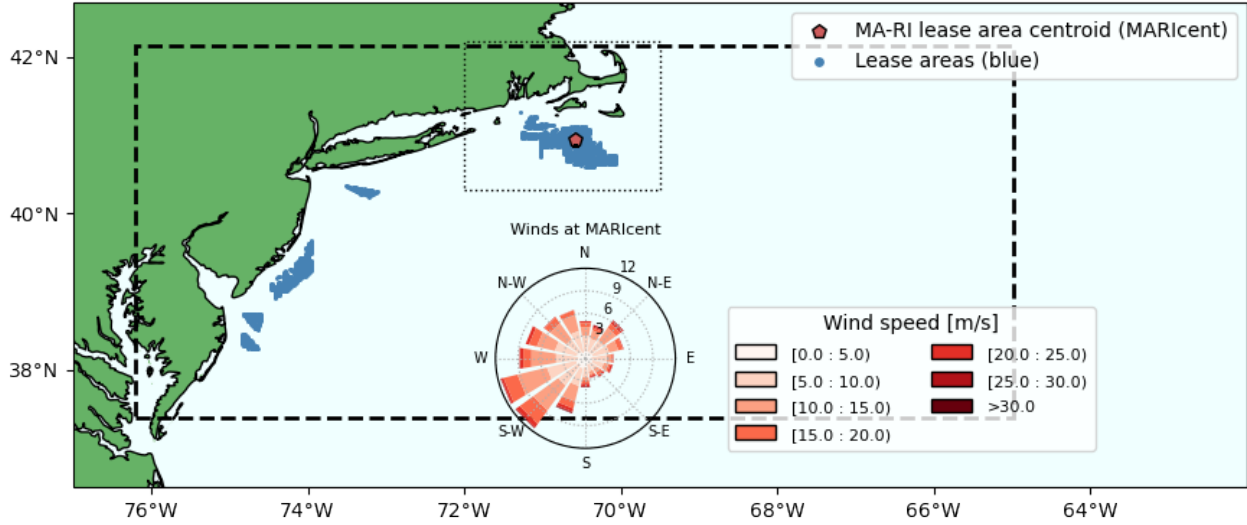 MA-RI lease area centroid (MARIcent)
Lease areas (blue)
42°N
40°N
38°N
Winds at MARIcent
N
N-W
N-E
12
9
6
3
W
E
S-W
S-E
S
Wind speed [m/s]
[0.0 : 5.0)
[20.0 : 25.0)
[5.0 : 10.0)
[25.0 : 30.0)
[10.0 : 15.0)
>30.0
[15.0 : 20.0)
76°W
74°W
72°W
70°W
68°W
66°W
64°W